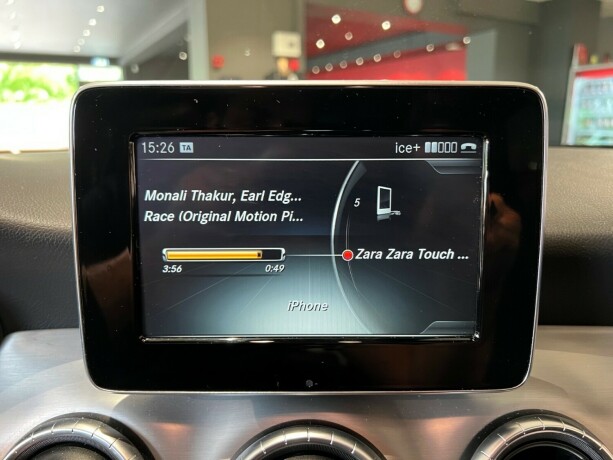 15:26 TA
ice+
Monali Thakur, Earl Edg...
Race (Original Motion Pi...
5
Zara Zara Touch ...
3:56
0:49
iPhone